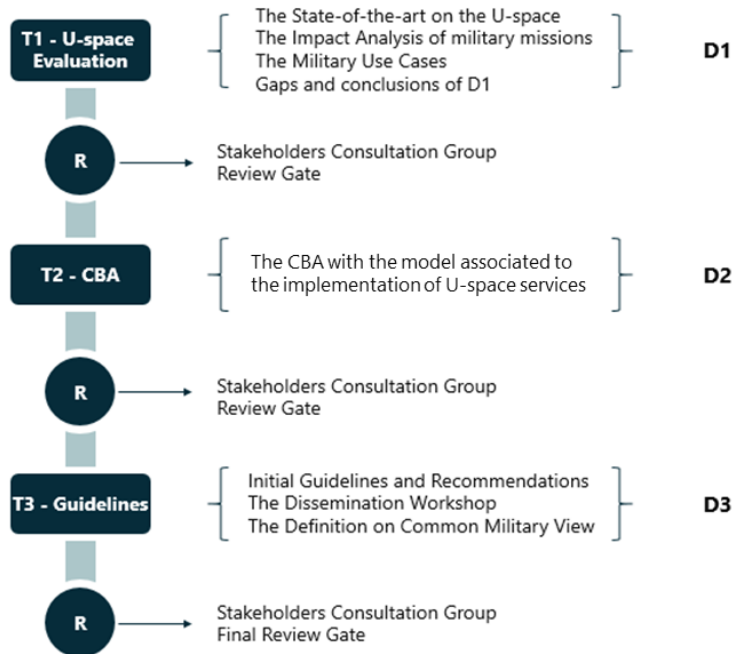 T1 - U-space
Evaluation
The State-of-the-art on the U-space
The Impact Analysis of military missions
The Military Use Cases
Gaps and conclusions of D1
D1
R
Stakeholders Consultation Group
Review Gate
T2 - CBA
The CBA with the model associated to
the implementation of U-space services
D2
R
Stakeholders Consultation Group
Review Gate
T3 - Guidelines
Initial Guidelines and Recommendations
The Dissemination Workshop
The Definition on Common Military View
D3
R
Stakeholders Consultation Group
Final Review Gate